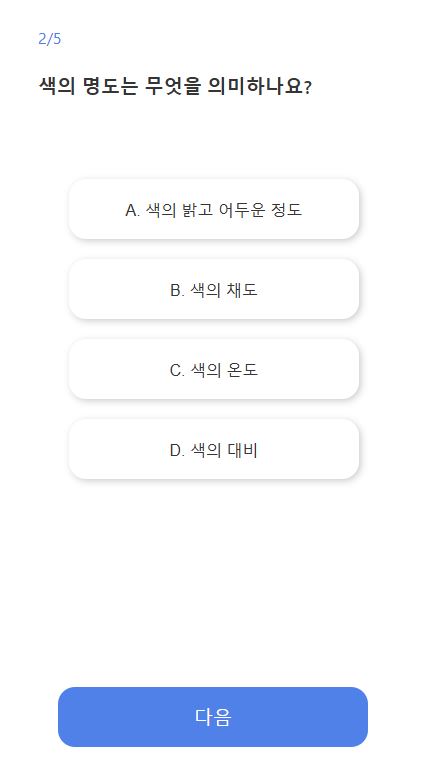 2/5
색의 명도는 무엇을 의미하나요?
A. 색의 밝고 어두운 정도
B. 색의 채도
C. 색의 온도
D. 색의 대비
다음